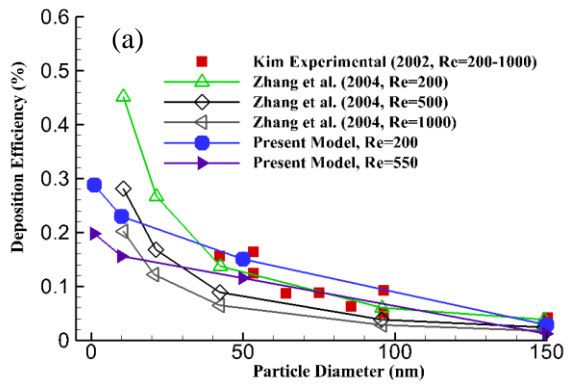 (a)
0.6
0.5
0.4
0.3
0.2
0.1
0
Deposition Efficiency (%)
Kim Experimental (2002, Re=200-1000)
Zhang et al. (2004, Re=200)
Zhang et al. (2004, Re=500)
Zhang et al. (2004, Re=1000)
Present Model, Re=200
Present Model, Re=550
0 50 100 150
Particle Diameter (nm)